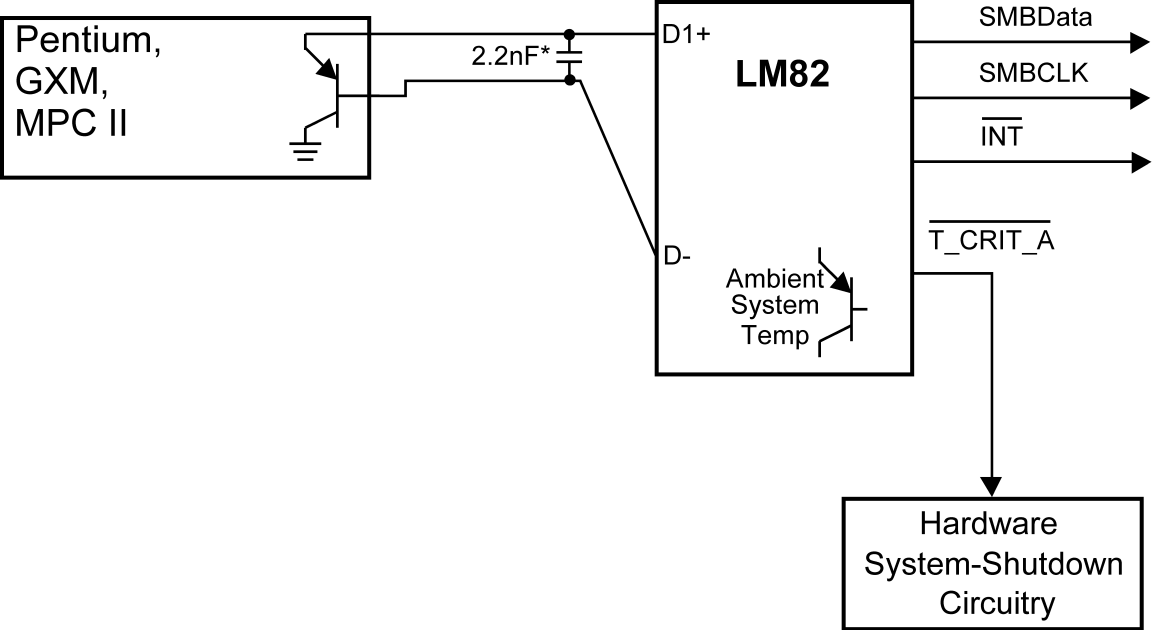 Pentium,
GXM,
MPC II
2.2nF*
D1+
LM82
D-
Ambient
System
Temp
SMBData
SMBCLK
INT
T_CRIT_A
Hardware
System-Shutdown
Circuitry